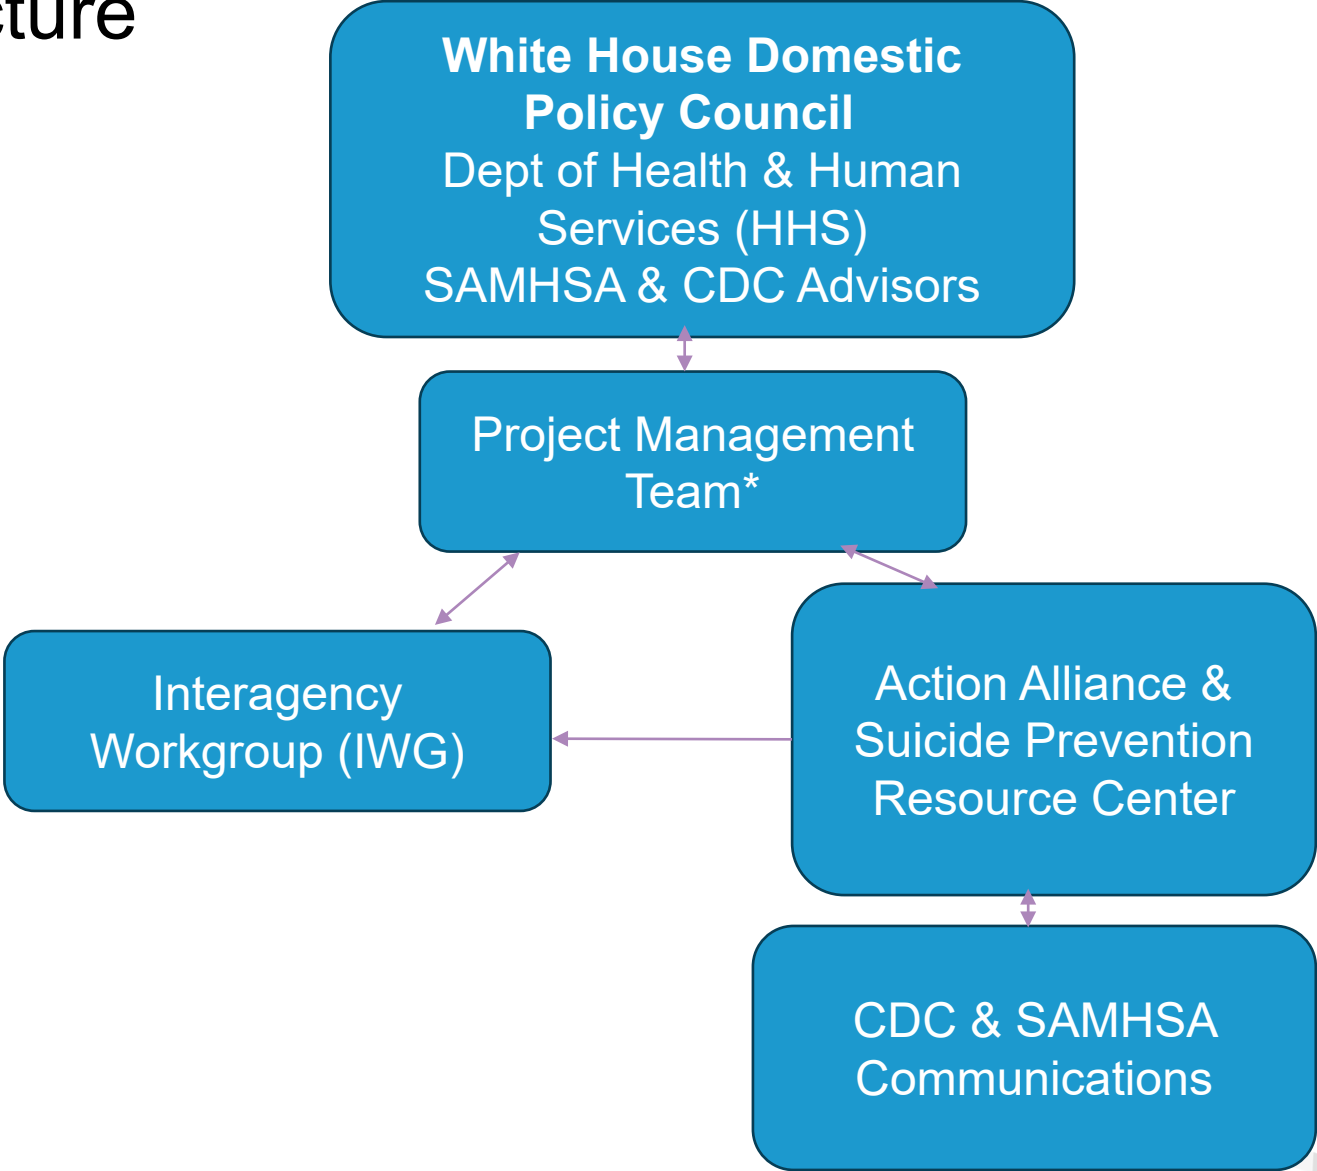 White House Domestic
Policy Council
Dept of Health & Human
Services (HHS)
SAMHSA & CDC Advisors
Project Management
Team*
Interagency
Workgroup (IWG)
Action Alliance &
Suicide Prevention
Resource Center
CDC & SAMHSA
Communications